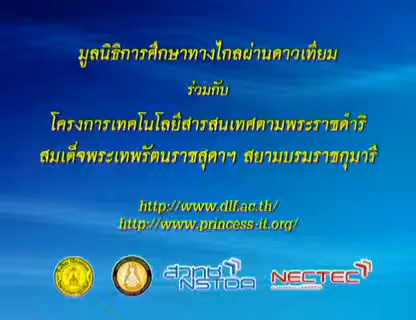 มูลนิธิการศึกษาทางไกลผ่านดาวเทียม
ร่วมกับ
โครงการเทคโนโลยีสารสนเทศตามพระราชดำริ
สมเด็จพระเทพรัตนราชสุดาฯ สยามบรมราชกุมารี
http://www.dlf.ac.th/
http://www.princess-it.org/
สวทช NECTEC
NSTDA